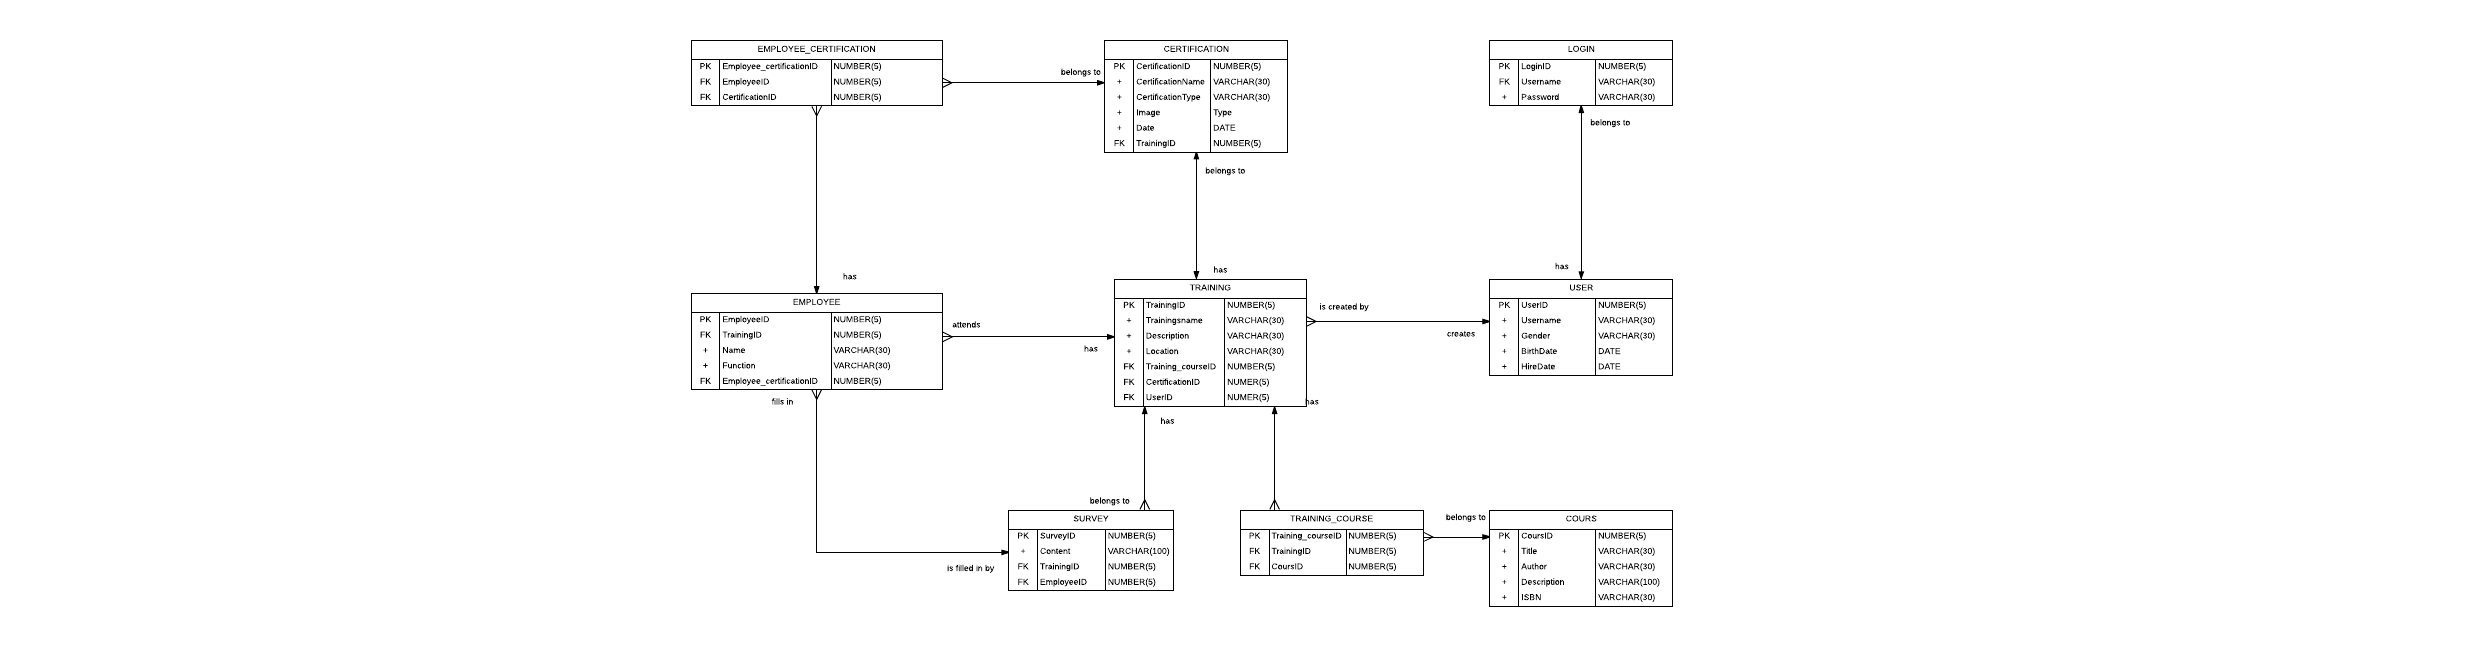 EMPLOYEE_CERTIFICATION
PK Employee_certificationID NUMBER(5)
FK EmployeeID NUMBER(5)
FK CertificationID NUMBER(5)
belongs to
CERTIFICATION
PK CertificationID NUMBER(5)
+ CertificationName VARCHAR(30)
+ CertificationType VARCHAR(30)
+ Image Type
+ Date DATE
FK TrainingID NUMBER(5)
belongs to
LOGIN
PK LoginID NUMBER(5)
FK Username VARCHAR(30)
+ Password VARCHAR(30)
belongs to
has
EMPLOYEE
PK EmployeeID NUMBER(5)
FK TrainingID NUMBER(5)
+ Name VARCHAR(30)
+ Function VARCHAR(30)
FK Employee_certificationID NUMBER(5)
attends
has
fills in
has
TRAINING
PK TrainingID NUMBER(5)
+ Trainingsname VARCHAR(30)
+ Description VARCHAR(30)
+ Location VARCHAR(30)
FK Training_courseID NUMBER(5)
FK CertificationID NUMER(5)
FK UserID NUMER(5)
is created by
creates
has
has
has
USER
PK UserID NUMBER(5)
+ Username VARCHAR(30)
+ Gender VARCHAR(30)
+ BirthDate DATE
+ HireDate DATE
belongs to
is filled in by
SURVEY
PK SurveyID NUMBER(5)
+ Content VARCHAR(100)
FK TrainingID NUMBER(5)
FK EmployeeID NUMBER(5)
TRAINING_COURSE
PK Training_courseID NUMBER(5)
FK TrainingID NUMBER(5)
FK CoursID NUMBER(5)
belongs to
COURS
PK CoursID NUMBER(5)
+ Title VARCHAR(30)
+ Author VARCHAR(30)
+ Description VARCHAR(100)
+ ISBN VARCHAR(30)